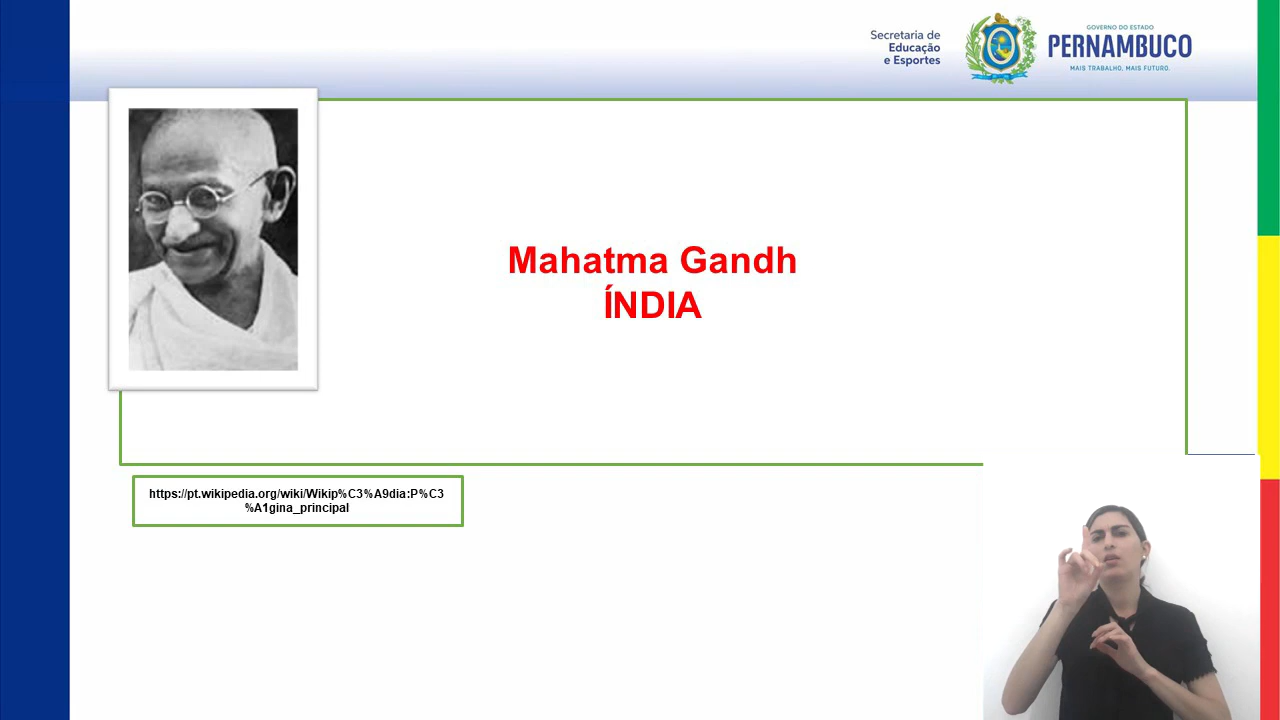 Secretaria de
Educação
e Esportes
GOVERNO DO ESTADO
PERNAMBUCO
MAIS TRABALHO, MAIS FUTURO.
Mahatma Gandh
ÍNDIA
https://pt.wikipedia.org/wiki/Wikip%C3%A9dia:P%C3
%A1gina_principal